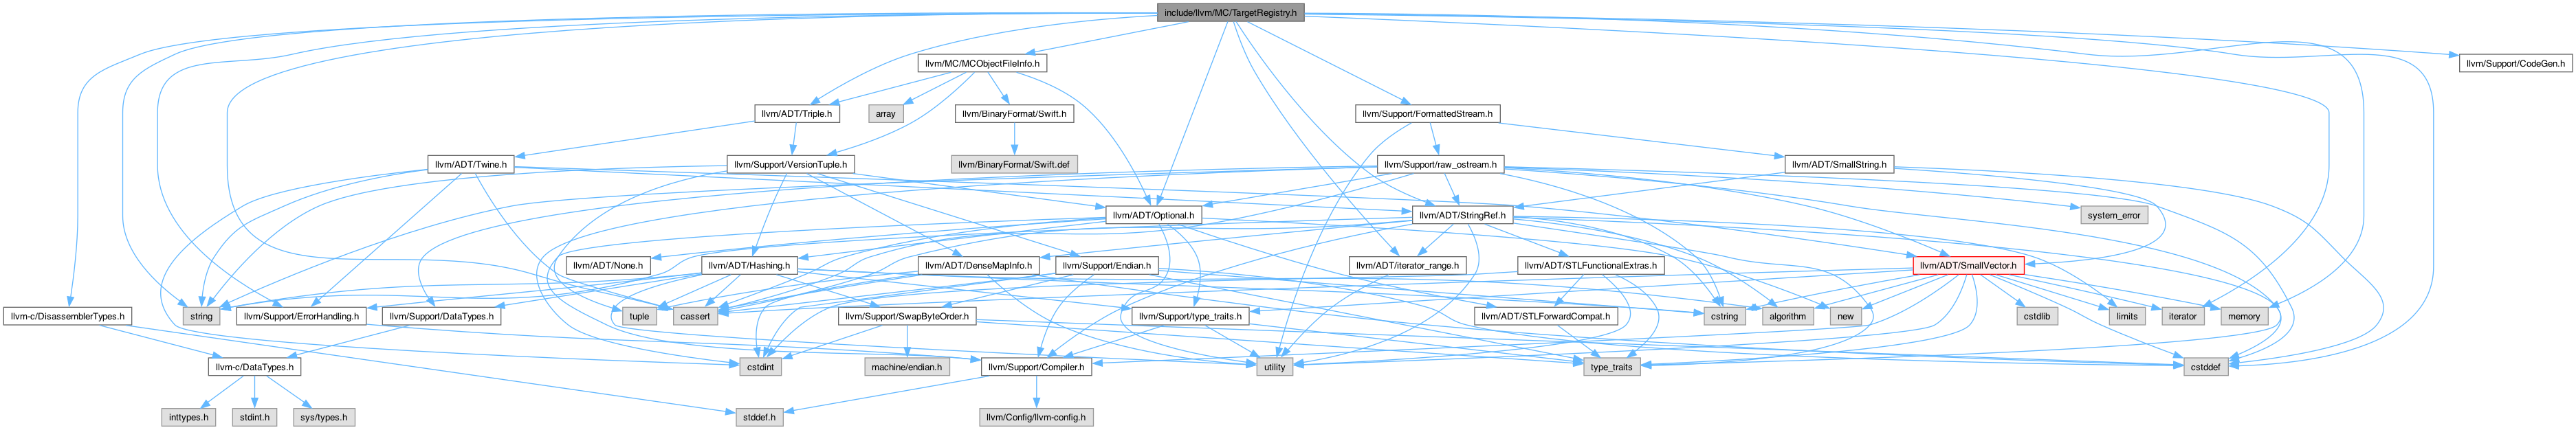 include/llvm/MC/TargetRegistry.h
llvm/MC/MCObjectFileInfo.h
llvm/Support/CodeGen.h
llvm/ADT/Triple.h
array
llvm/BinaryFormat/Swift.h
llvm/Support/FormattedStream.h
llvm/ADT/Twine.h
llvm/Support/VersionTuple.h
llvm/BinaryFormat/Swift.def
llvm/Support/raw_ostream.h
llvm/ADT/SmallString.h
llvm/ADT/Optional.h
llvm/ADT/StringRef.h
system_error
llvm/ADT/None.h
llvm/ADT/Hashing.h
llvm/ADT/DenseMapInfo.h
llvm/Support/Endian.h
llvm/ADT/iterator_range.h
llvm/ADT/STLFunctionalExtras.h
llvm/ADT/SmallVector.h
llvm-c/DisassemblerTypes.h
string
llvm/Support/ErrorHandling.h
llvm/Support/DataTypes.h
tuple
cassert
llvm/Support/SwapByteOrder.h
llvm/Support/type_traits.h
llvm/ADT/STLForwardCompat.h
cstring
algorithm
new
cstdlib
limits
iterator
memory
llvm-c/DataTypes.h
cstdint
machine/endian.h
llvm/Support/Compiler.h
utility
type_traits
cstddef
inttypes.h
stdint.h
sys/types.h
stddef.h
llvm/Config/llvm-config.h